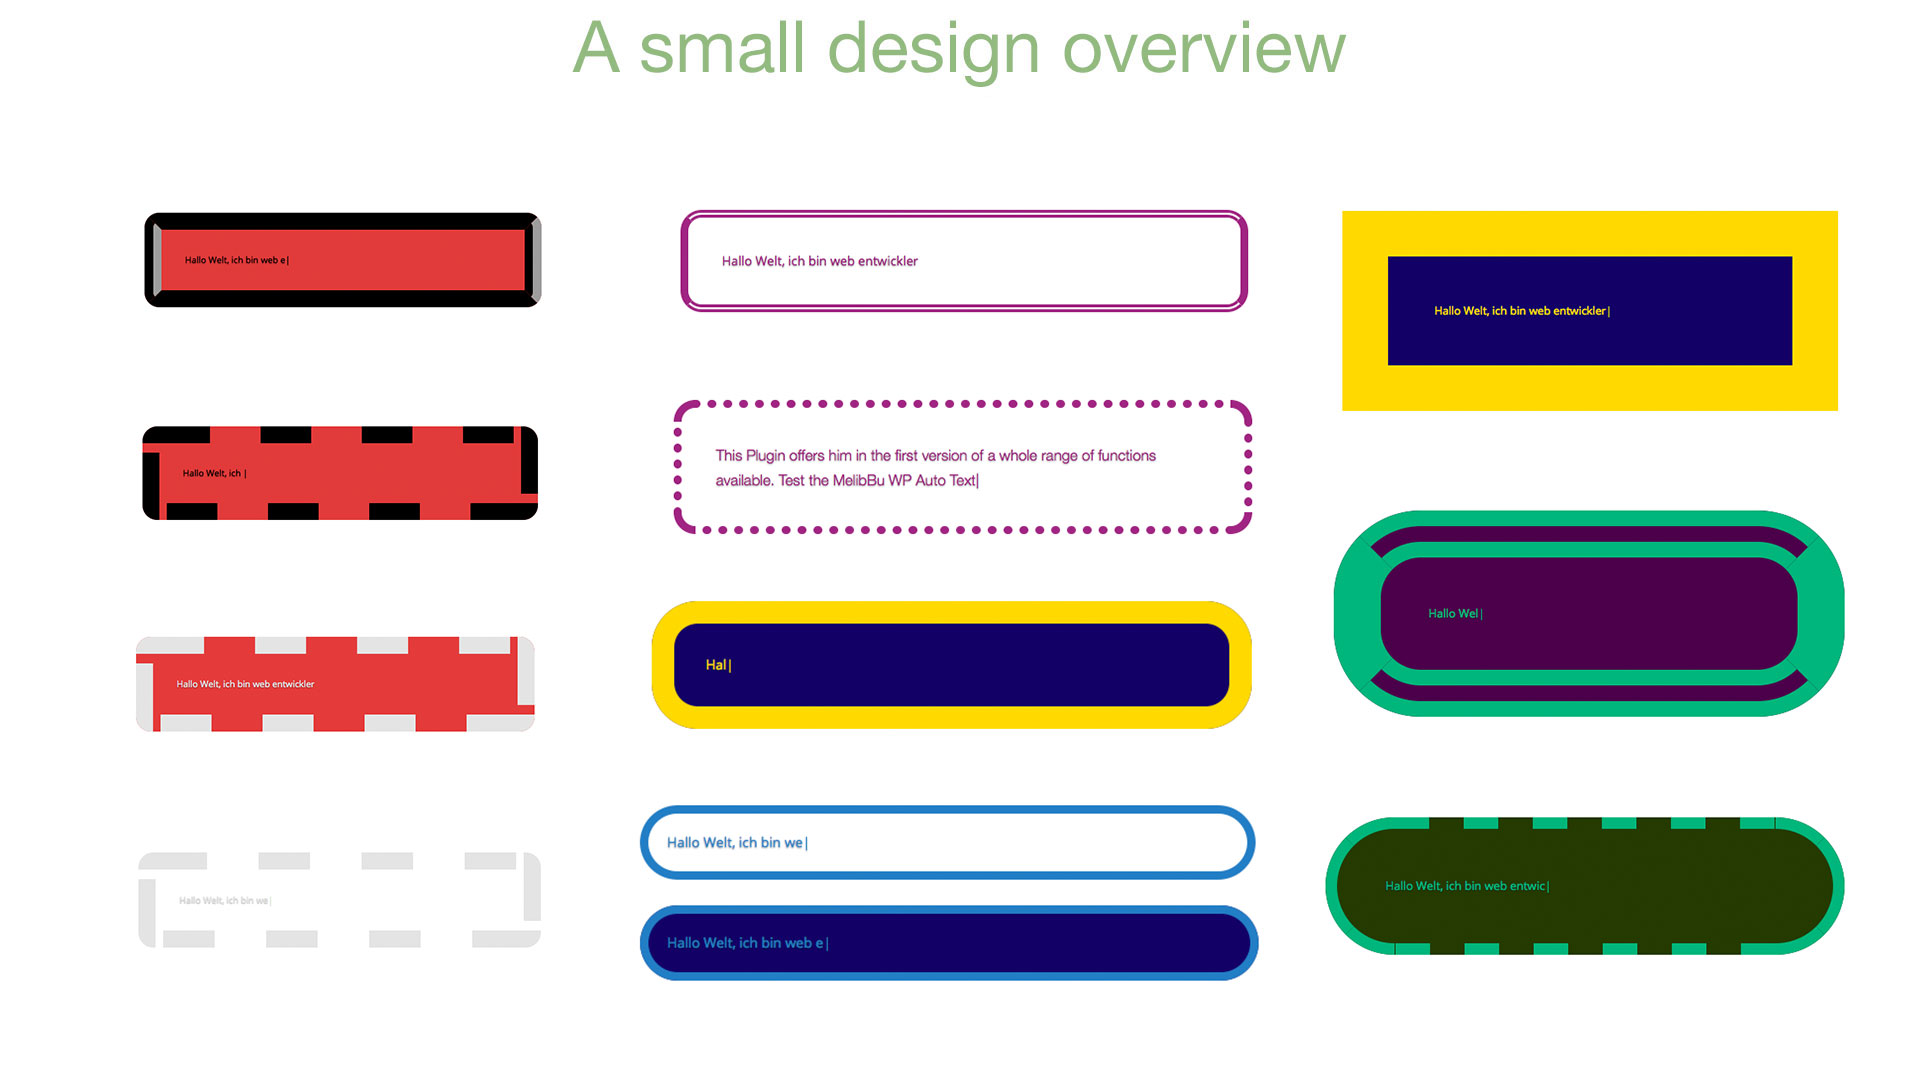 A small design overview
Hallo Welt, ich bin web e|
Hallo Welt, ich |
Hallo Welt, ich bin web entwickler
Hallo Welt, ich bin we|
Hallo Welt, ich bin web entwickler
This Plugin offers him in the first version of a whole range of functions
available. Test the MelibBu WP Auto Text|
Hal|
Hallo Welt, ich bin we|
Hallo Welt, ich bin web e|
Hallo Welt, ich bin web entwickler|
Hallo Wel|
Hallo Welt, ich bin web entwic|